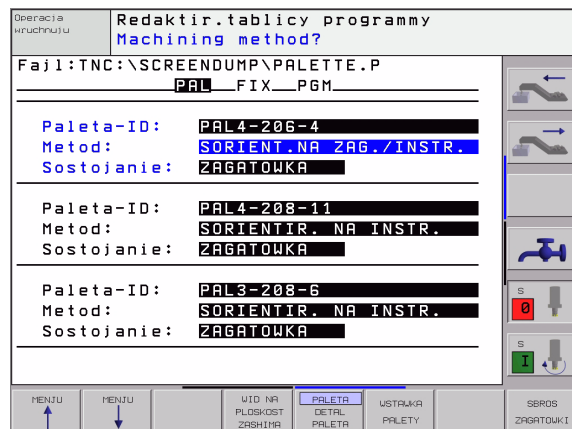 Operacja
wruchnuju
Redaktir.tablicy programmy
Machining method?
Fajl:TNC:\SCREENDUMP\PALETTE.P
PAL FIX PGM
Paleta-ID: PAL4-206-4
Metod: SORIENT.NA ZAG./INSTR.
Sostojanie: ZAGATOWKA
Paleta-ID: PAL4-208-11
Metod: SORIENTIR. NA INSTR.
Sostojanie: ZAGATOWKA
Paleta-ID: PAL3-208-6
Metod: SORIENTIR. NA INSTR.
Sostojanie: ZAGATOWKA
S
0
S
I
MENJU
MENJU
WID NA
PLOSKOST
ZASHIMA
PALETA
DETAL
PALETA
WSTAWKA
PALETY
SBROS
ZAGATOWKI